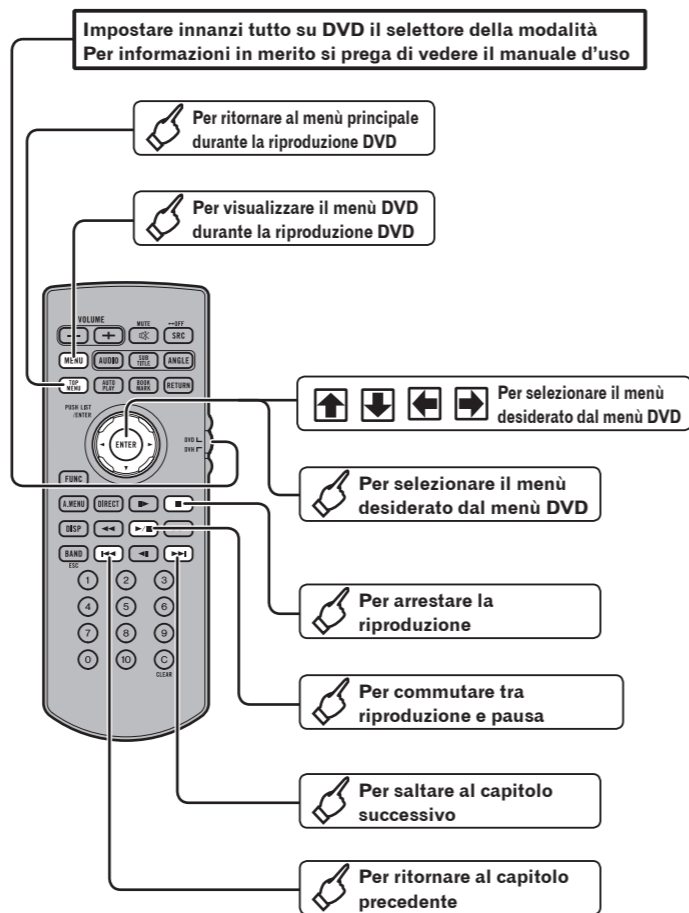 Impostare innanzi tutto su DVD il selettore della modalità
Per informazioni in merito si prega di vedere il manuale d'uso
Per ritornare al menù principale
durante la riproduzione DVD
Per visualizzare il menù DVD
durante la riproduzione DVD
VOLUME
MUTE
OFF
SRC
MENU
AUDIO
SUB
TITLE
ANGLE
TOP
MENU
AUTO
PLAY
BOOK
MARK
RETURN
PUSH LIST
/ENTER
ENTER
DVD
DVH
Per selezionare il menù
desiderato dal menù DVD
Per selezionare il menù
desiderato dal menù DVD
FUNC
A.MENU
DIRECT
DISP
BAND
ESC
1
2
3
4
5
6
7
8
9
0
10
C
CLEAR
Per arrestare la
riproduzione
Per commutare tra
riproduzione e pausa
Per saltare al capitolo
successivo
Per ritornare al capitolo
precedente